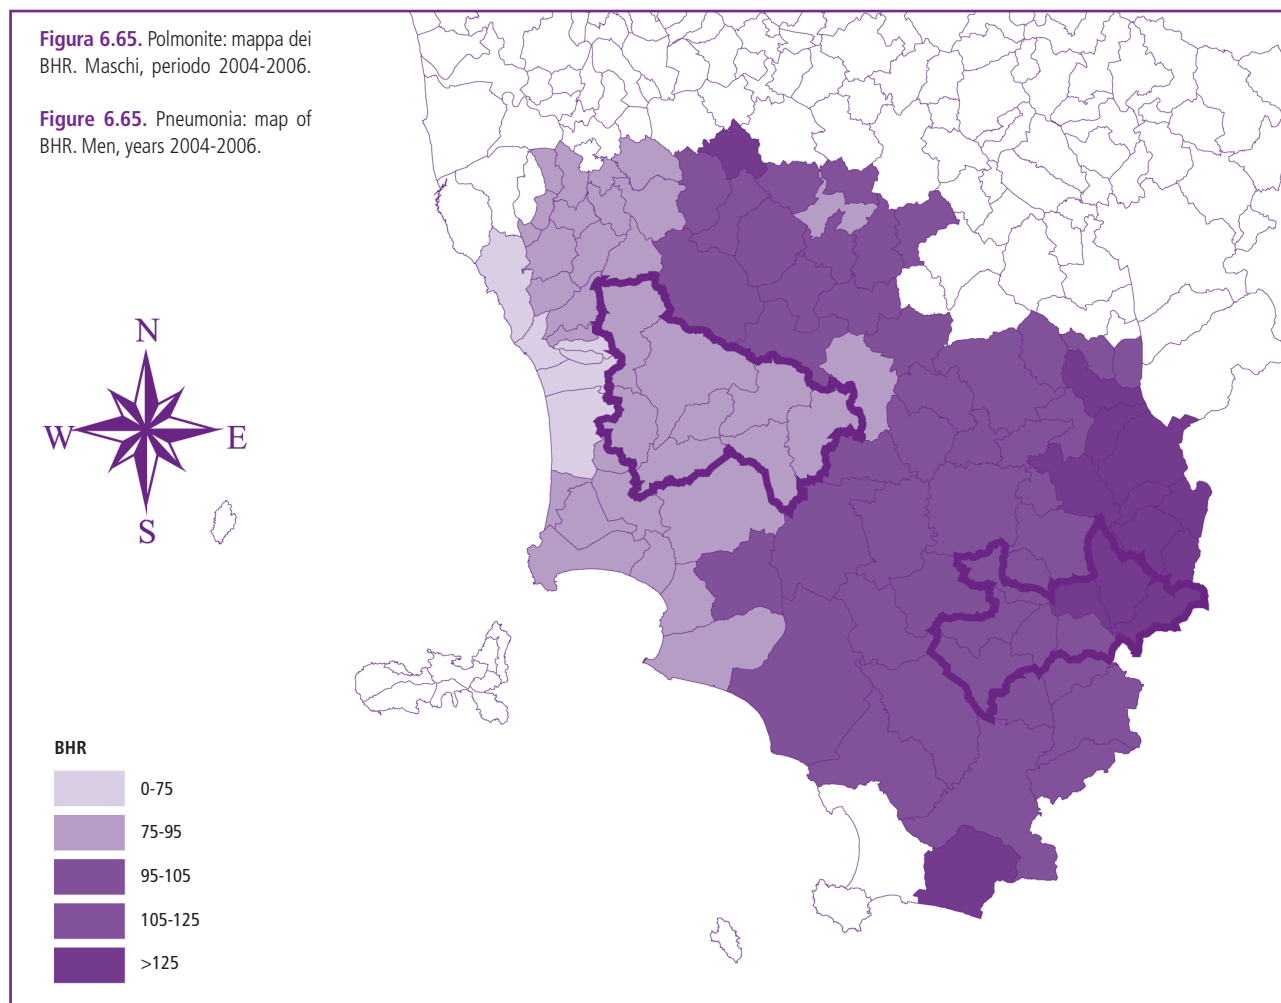 Figura 6.65. Polmonite: mappa dei
BHR. Maschi, periodo 2004-2006.
Figure 6.65. Pneumonia: map of
BHR. Men, years 2004-2006.
N
W
E
S
BHR
0-75
75-95
95-105
105-125
>125